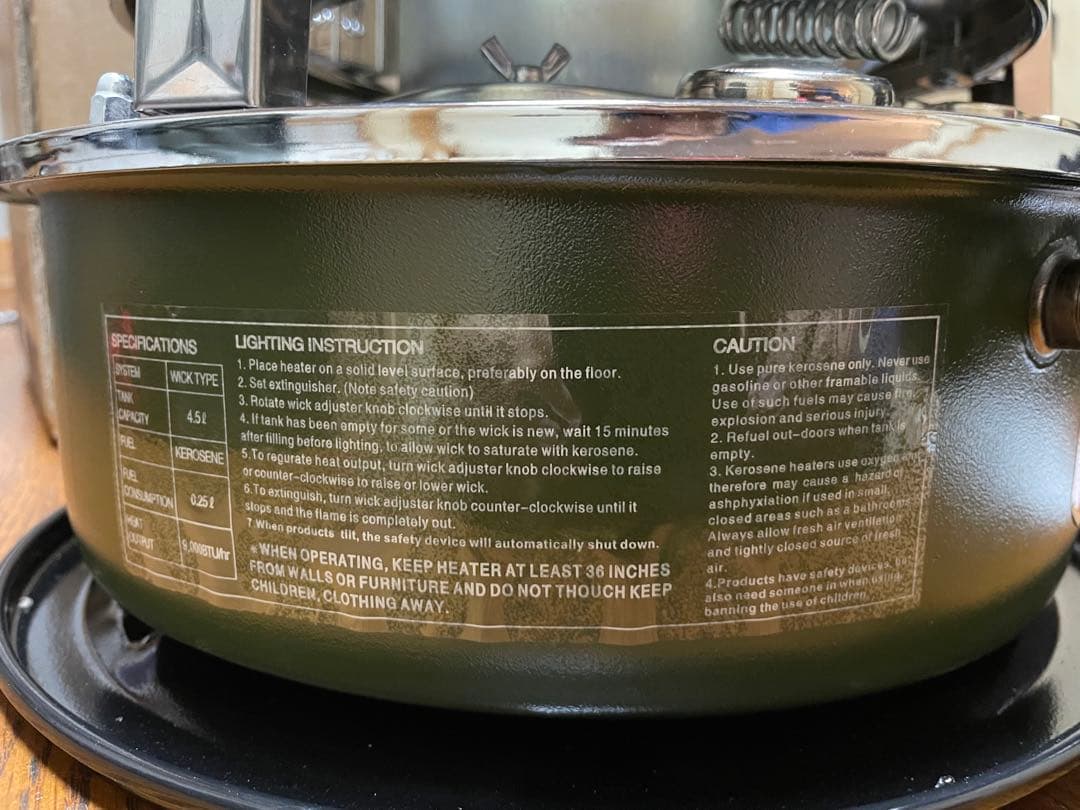 SPECIFICATIONS
SYSTEM WICK TYPE
TANK
CAPACITY 4.5ℓ
FUEL KEROSENE
FUEL
CONSUMPTION 0.25ℓ
HEAT
OUTPUT 9,000BTU/hr
LIGHTING INSTRUCTION
1. Place heater on a solid level surface, preferably on the floor.
2. Set extinguisher. (Note safety caution)
3. Rotate wick adjuster knob clockwise until it stops.
4. If tank has been empty for some or the wick is new, wait 15 minutes
after filling before lighting, to allow wick to saturate with kerosene.
5.To regurate heat output, turn wick adjuster knob clockwise to raise
or counter-clockwise to raise or lower wick.
6.To extinguish, turn wick adjuster knob counter-clockwise until it
stops and the flame is completely out.
7.When products tilt, the safety device will automatically shut down.
※WHEN OPERATING, KEEP HEATER AT LEAST 36 INCHES
FROM WALLS OR FURNITURE AND DO NOT THOUCH KEEP
CHILDREN, CLOTHING AWAY.
CAUTION
1. Use pure kerosene only. Never use
gasoline or other framable liquids.
Use of such fuels may cause fire,
explosion and serious injury.
2. Refuel out-doors when tank is
empty.
3. Kerosene heaters use oxygen and
therefore may cause a hazard of
ashphyxiation if used in small,
closed areas such as a bathrooms.
Always allow fresh air ventilation
and tightly closed source of fresh
air.
4.Products have safety devices, but
also need someone in when using,
banning the use of children.